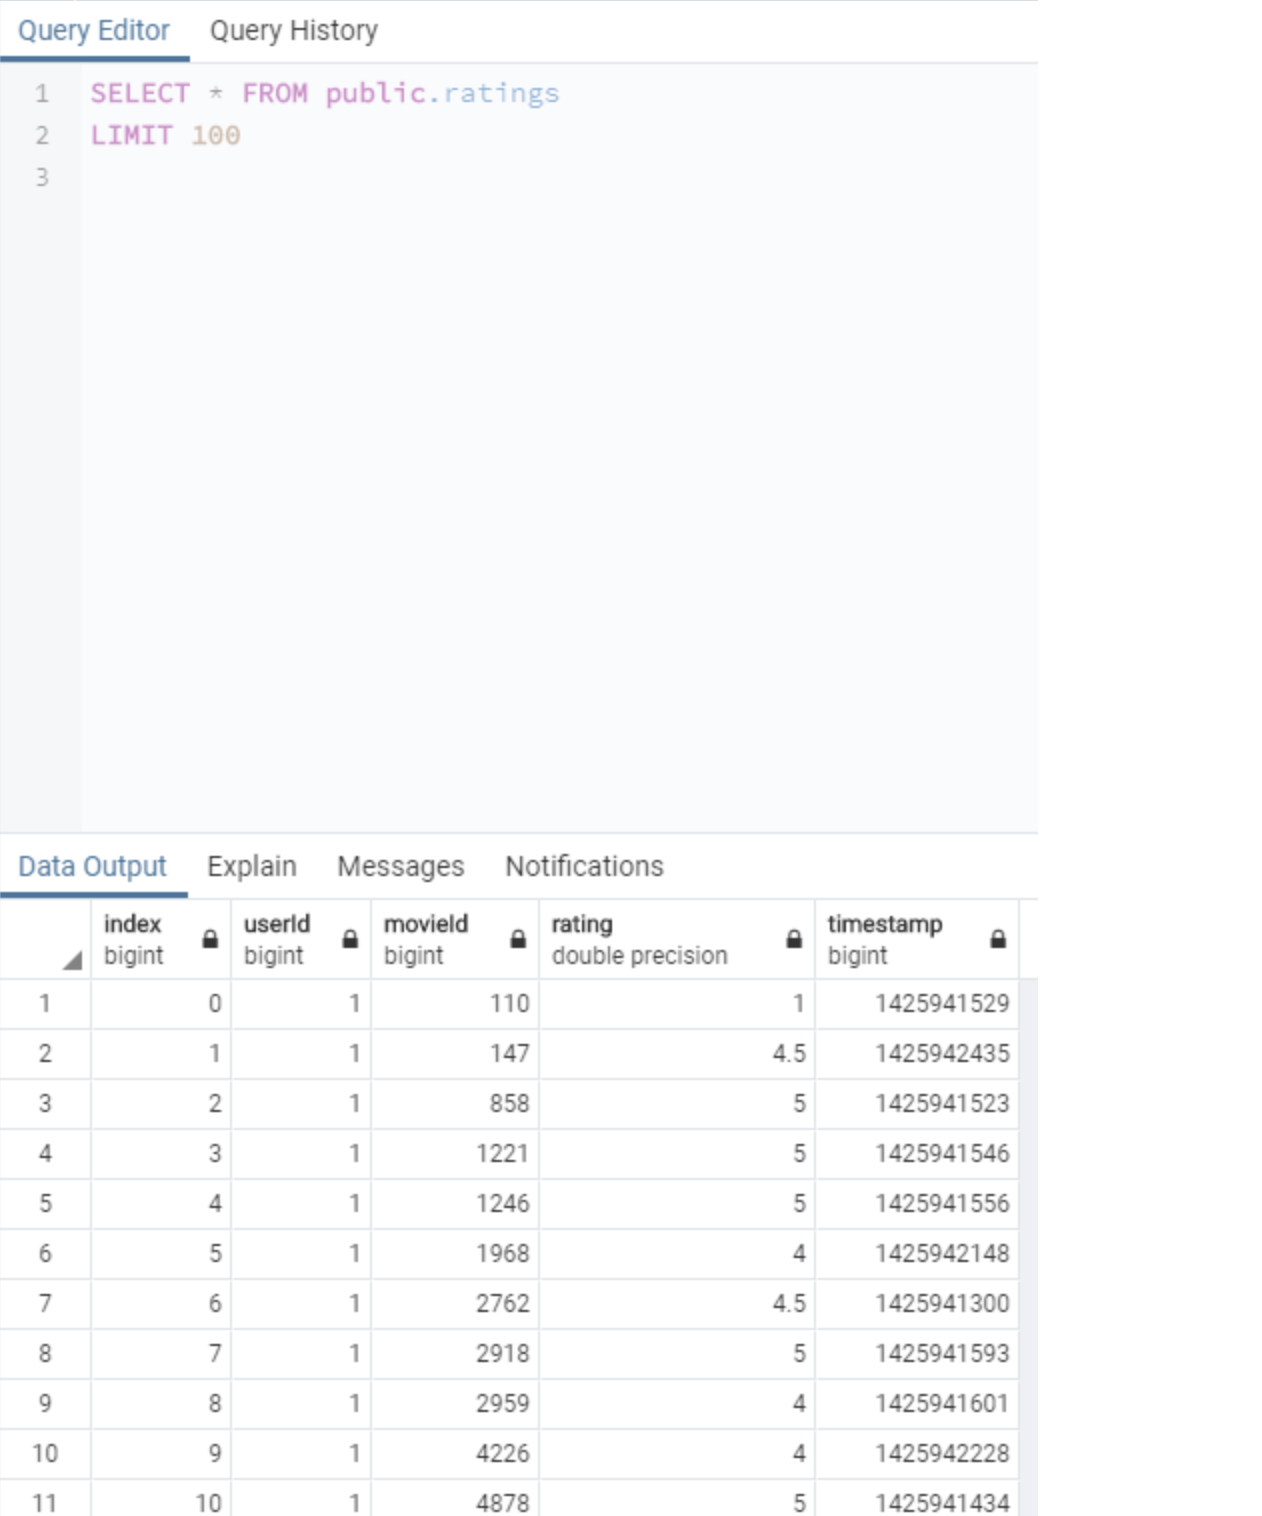 Query Editor Query History
1 SELECT * FROM public.ratings
2 LIMIT 100
3
Data Output Explain Messages Notifications
index userId movieId rating timestamp
bigint bigint bigint double precision bigint
1 0 1 110 1 1425941529
2 1 1 147 4.5 1425942435
3 2 1 858 5 1425941523
4 3 1 1221 5 1425941546
5 4 1 1246 5 1425941556
6 5 1 1968 4 1425942148
7 6 1 2762 4.5 1425941300
8 7 1 2918 5 1425941593
9 8 1 2959 4 1425941601
10 9 1 4226 4 1425942228
11 10 1 4878 5 1425941434